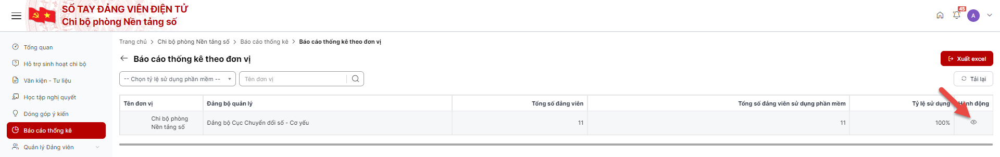 SỔ TAY ĐẢNG VIÊN ĐIỆN TỬ
Chi bộ phòng Nền tảng số
45
A
Tổng quan
Hỗ trợ sinh hoạt chi bộ
Văn kiện - Tư liệu
Học tập nghị quyết
Đóng góp ý kiến
Báo cáo thống kê
Quản lý Đảng viên
Trang chủ > Chi bộ phòng Nền tảng số > Báo cáo thống kê > Báo cáo thống kê theo đơn vị
Báo cáo thống kê theo đơn vị
Xuất excel
-- Chọn tỷ lệ sử dụng phần mềm --
Tên đơn vị
Tải lại
Tên đơn vị Đảng bộ quản lý Tổng số đảng viên Tổng số đảng viên sử dụng phần mềm Tỷ lệ sử dụng Hành động
Chi bộ phòng
Nền tảng số
Đảng bộ Cục Chuyển đổi số - Cơ yếu 11 11 100%